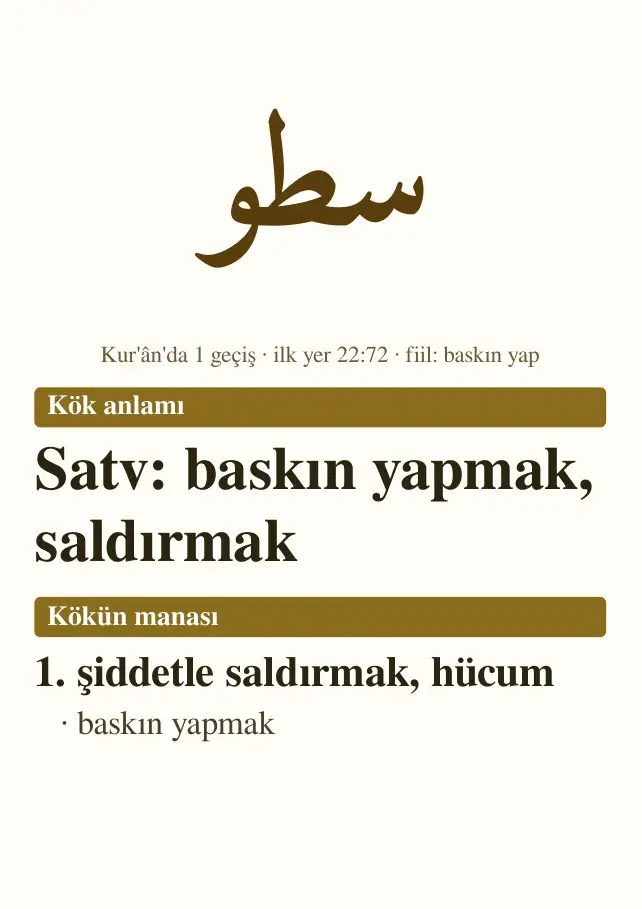 سطو
Kur'ân'da 1 geçiş · ilk yer 22:72 · fiil: baskın yap
Kök anlamı
Satv: baskın yapmak,
saldırmak
Kökün manası
1. şiddetle saldırmak, hücum
· baskın yapmak